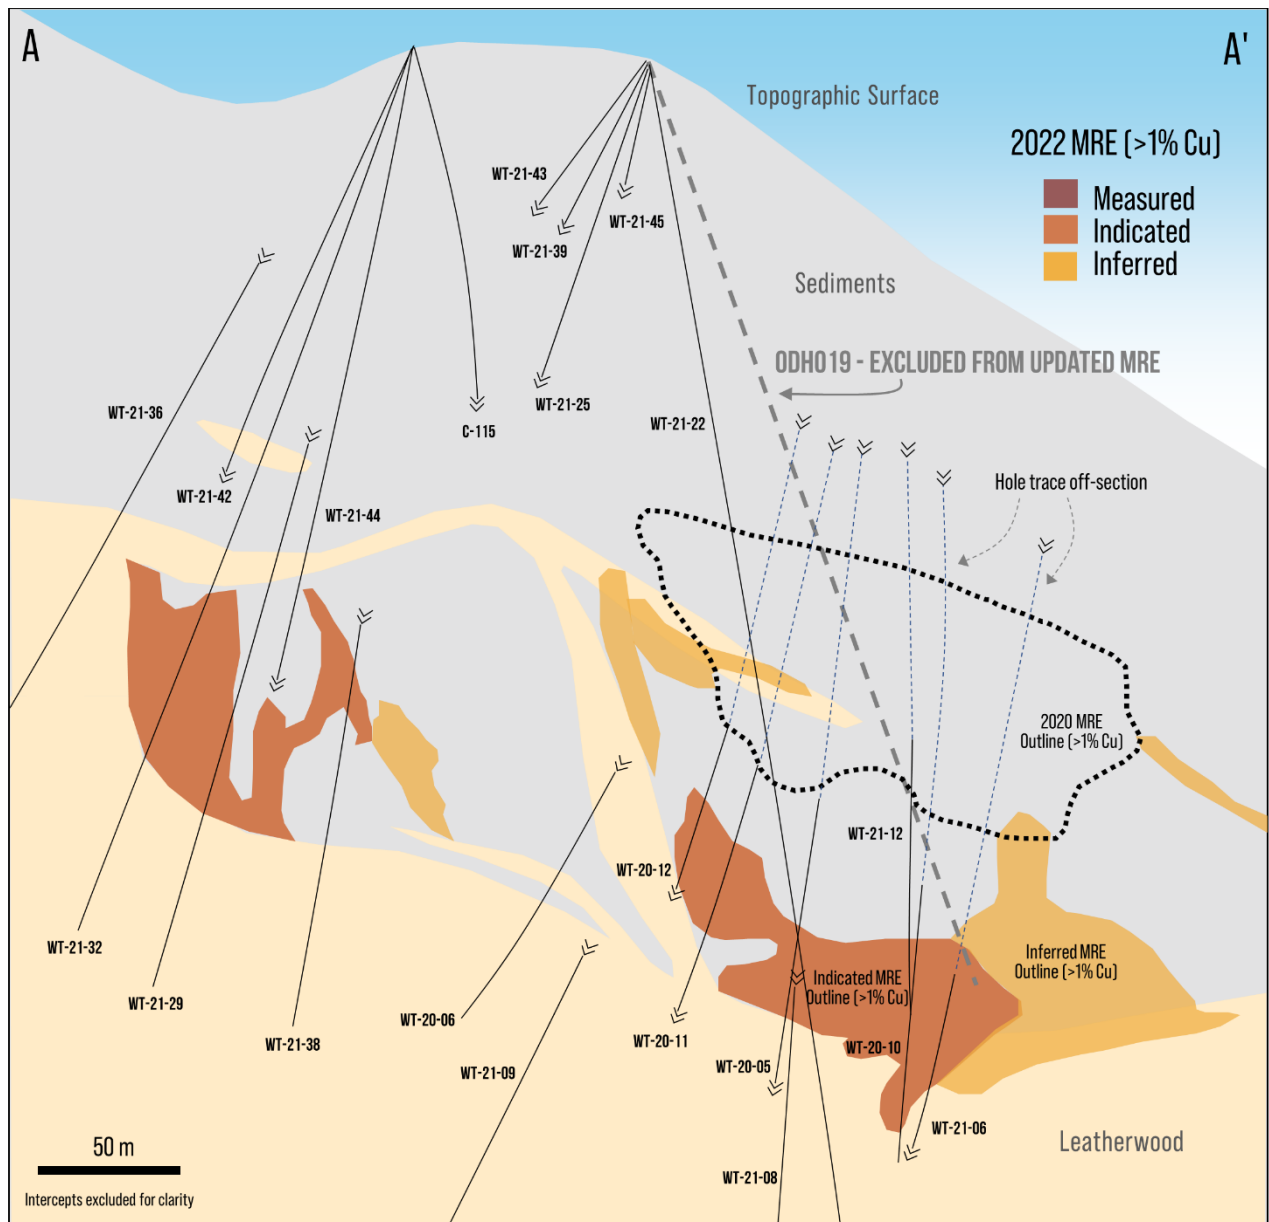 A
A'
Topographic Surface
2022 MRE (>1% Cu)
Measured
Indicated
Inferred
WT-21-43
WT-21-45
WT-21-39
Sediments
ODH019 - EXCLUDED FROM UPDATED MRE
WT-21-36
WT-21-25
WT-21-22
C-115
Hole trace off-section
WT-21-42
WT-21-44
2020 MRE
Outline (>1% Cu)
WT-21-12
WT-20-12
WT-21-32
Inferred MRE
Outline (>1% Cu)
Indicated MRE
Outline (>1% Cu)
WT-21-29
WT-20-06
WT-21-38
WT-20-11
WT-20-10
WT-20-05
WT-21-09
WT-21-06
Leatherwood
50 m
WT-21-08
Intercepts excluded for clarity